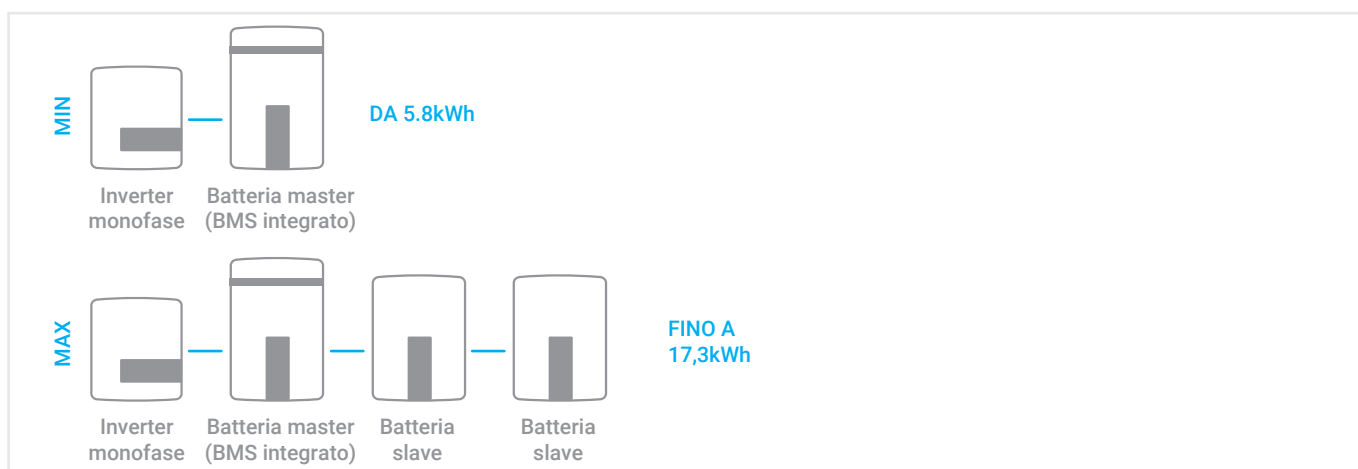 MIN
DA 5.8kWh
Inverter
monofase
Batteria master
(BMS integrato)
MAX
FINO A
17,3kWh
Inverter
monofase
Batteria master
(BMS integrato)
Batteria
slave
Batteria
slave